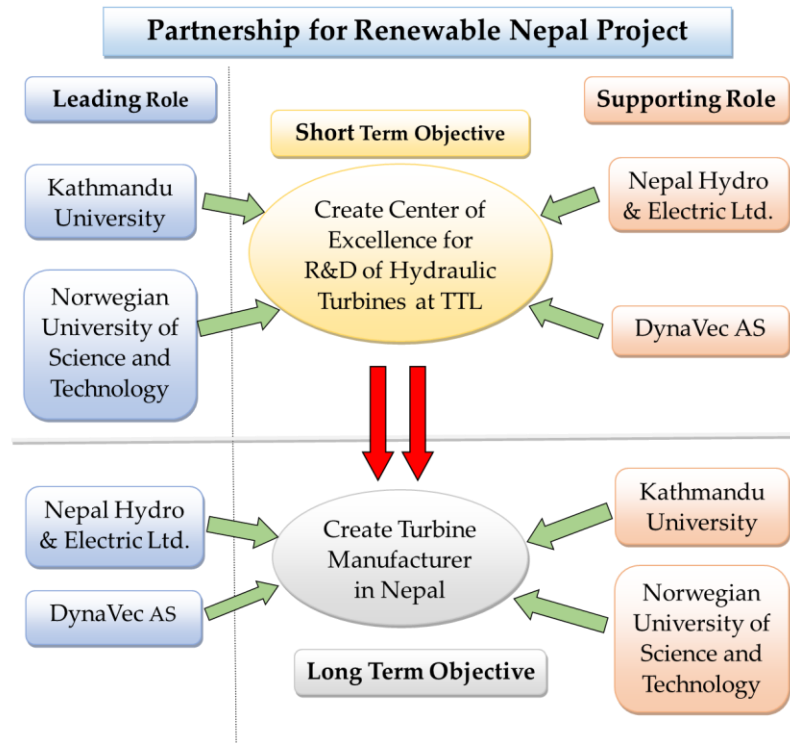 Partnership for Renewable Nepal Project
Leading Role
Supporting Role
Short Term Objective
Kathmandu
University
Create Center of
Excellence for
R&D of Hydraulic
Turbines at TTL
Nepal Hydro
& Electric Ltd.
Norwegian
University of
Science and
Technology
DynaVec AS
Nepal Hydro
& Electric Ltd.
DynaVec AS
Create Turbine
Manufacturer
in Nepal
Kathmandu
University
Norwegian
University of
Science and
Technology
Long Term Objective